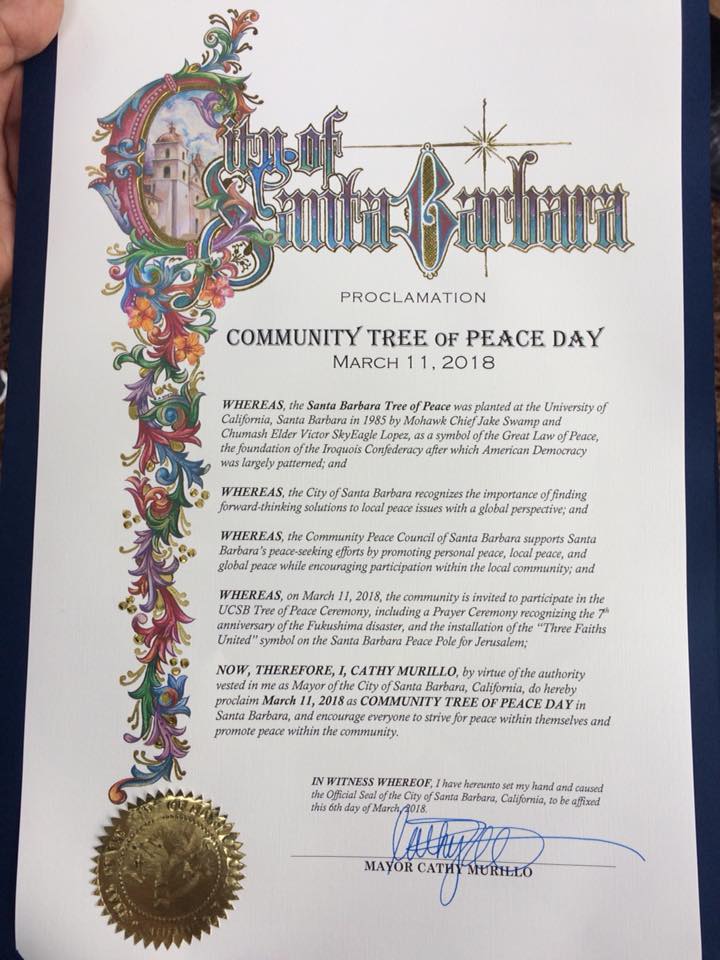 City of
Santa Barbara
PROCLAMATION
COMMUNITY TREE OF PEACE DAY
MARCH 11, 2018
WHEREAS, the Santa Barbara Tree of Peace was planted at the University of
California, Santa Barbara in 1985 by Mohawk Chief Jake Swamp and
Chumash Elder Victor SkyEagle Lopez, as a symbol of the Great Law of Peace,
the foundation of the Iroquois Confederacy after which American Democracy
was largely patterned; and
WHEREAS, the City of Santa Barbara recognizes the importance of finding
forward-thinking solutions to local peace issues with a global perspective; and
WHEREAS, the Community Peace Council of Santa Barbara supports Santa
Barbara's peace-seeking efforts by promoting personal peace, local peace, and
global peace while encouraging participation within the local community; and
WHEREAS, on March 11, 2018, the community is invited to participate in the
UCSB Tree of Peace Ceremony, including a Prayer Ceremony recognizing the 7th
anniversary of the Fukushima disaster, and the installation of the "Three Faiths
United" symbol on the Santa Barbara Peace Pole for Jerusalem;
NOW, THEREFORE, I, CATHY MURILLO, by virtue of the authority
vested in me as Mayor of the City of Santa Barbara, California, do hereby
proclaim March 11, 2018 as COMMUNITY TREE OF PEACE DAY in
Santa Barbara, and encourage everyone to strive for peace within themselves and
promote peace within the community.
IN WITNESS WHEREOF, I have hereunto set my hand and caused
the Official Seal of the City of Santa Barbara, California, to be affixed
this 6th day of March, 2018.
MAYOR CATHY MURILLO